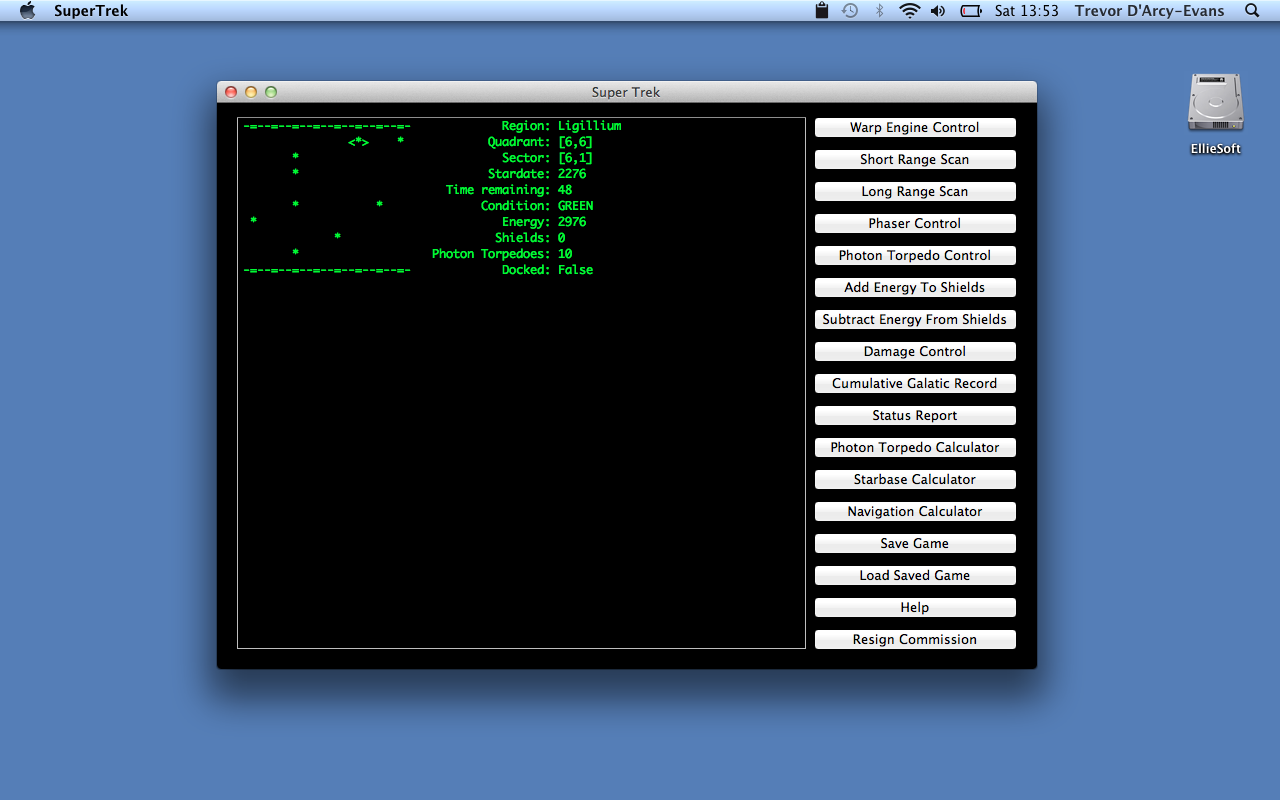 SuperTrek Sat 13:53 Trevor D'Arcy-Evans
Super Trek
-=--=--=--=--=--=--=--=- Region: Ligillium
<*> * Quadrant: [6,6]
* Sector: [6,1]
* Stardate: 2276
Time remaining: 48
* * Condition: GREEN
* Energy: 2976
* Shields: 0
* Photon Torpedoes: 10
-=--=--=--=--=--=--=--=- Docked: False
Warp Engine Control
Short Range Scan
Long Range Scan
Phaser Control
Photon Torpedo Control
Add Energy To Shields
Subtract Energy From Shields
Damage Control
Cumulative Galatic Record
Status Report
Photon Torpedo Calculator
Starbase Calculator
Navigation Calculator
Save Game
Load Saved Game
Help
Resign Commission
EllieSoft